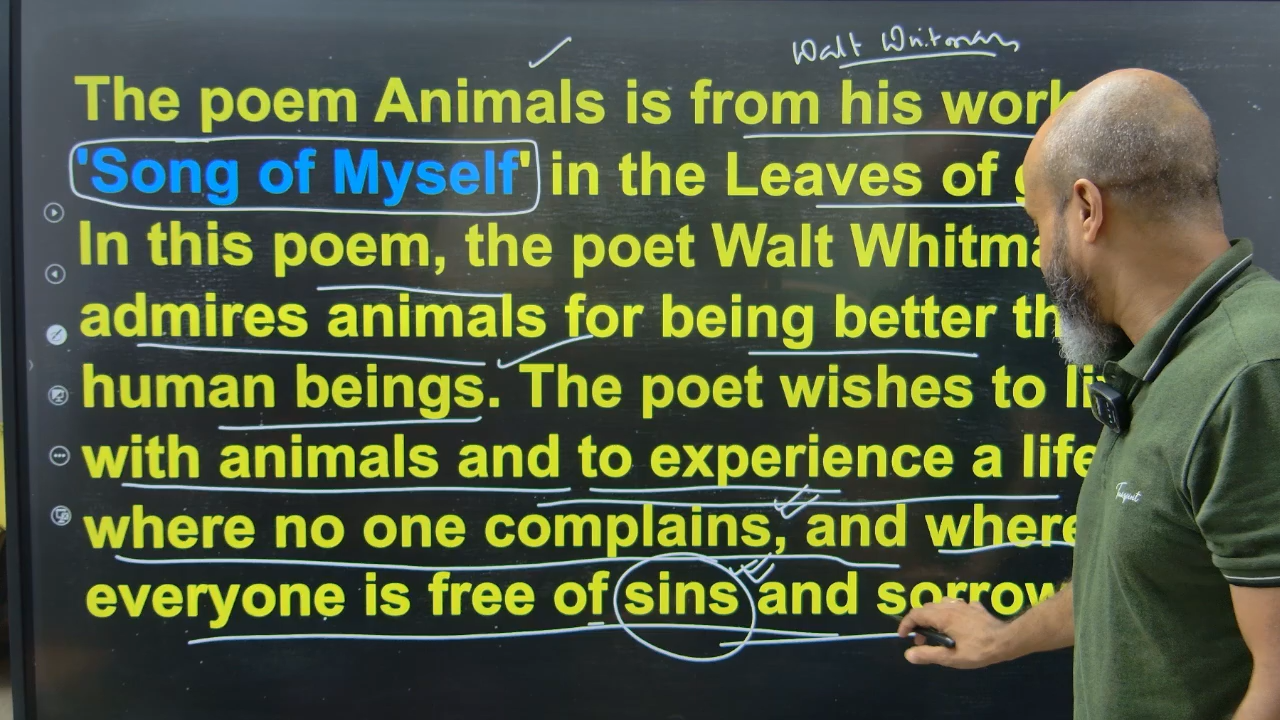 Walt Whitman
The poem Animals is from his work
'Song of Myself' in the Leaves of
In this poem, the poet Walt Whitma
admires animals for being better th
human beings. The poet wishes to li
with animals and to experience a life
where no one complains, and where
everyone is free of sins and sorrow